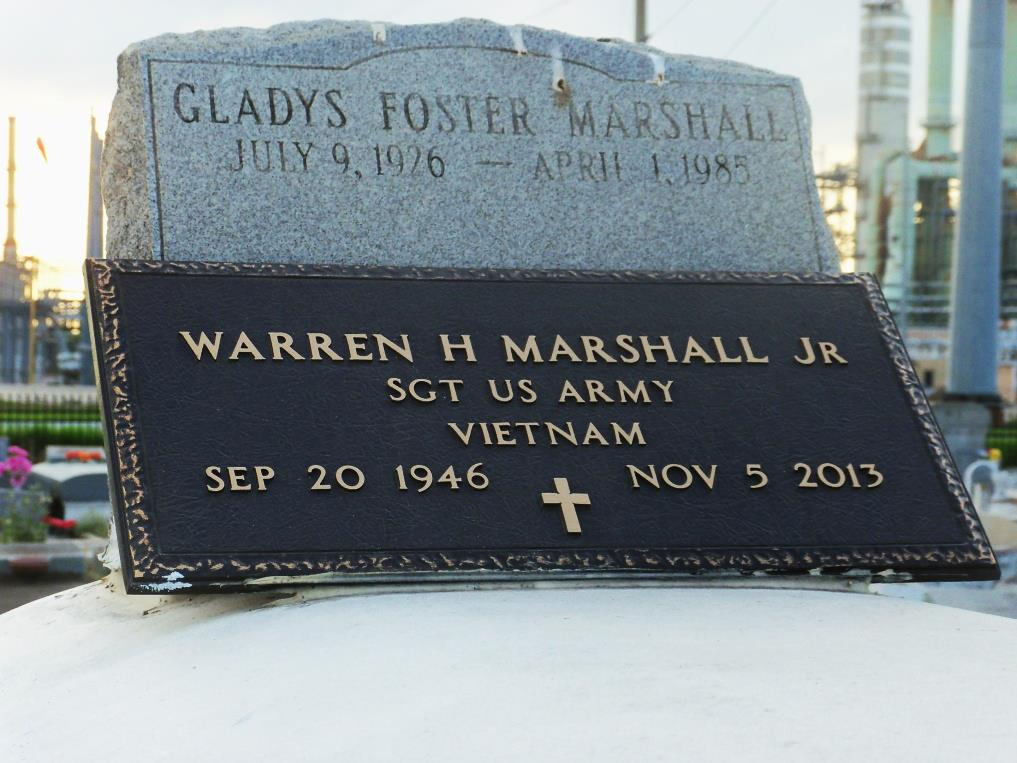 GLADYS FOSTER MARSHALL
JULY 9, 1926 — APRIL 1, 1985
WARREN H MARSHALL JR
SGT US ARMY
VIETNAM
SEP 20 1946 NOV 5 2013